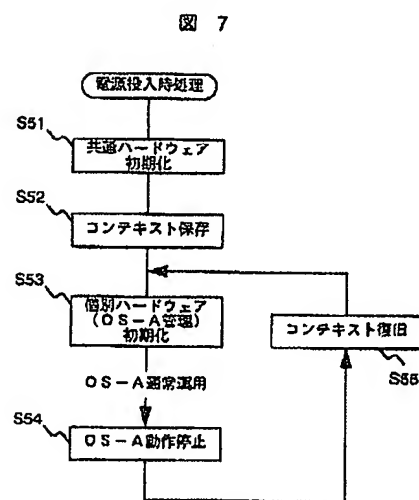 図 7
電源投入時処理
S51
共通ハードウェア
初期化
S52
コンテキスト保存
S53
個別ハードウェア
(OS-A管理)
初期化
コンテキスト復旧
S55
OS-A通常運用
S54
OS-A動作停止